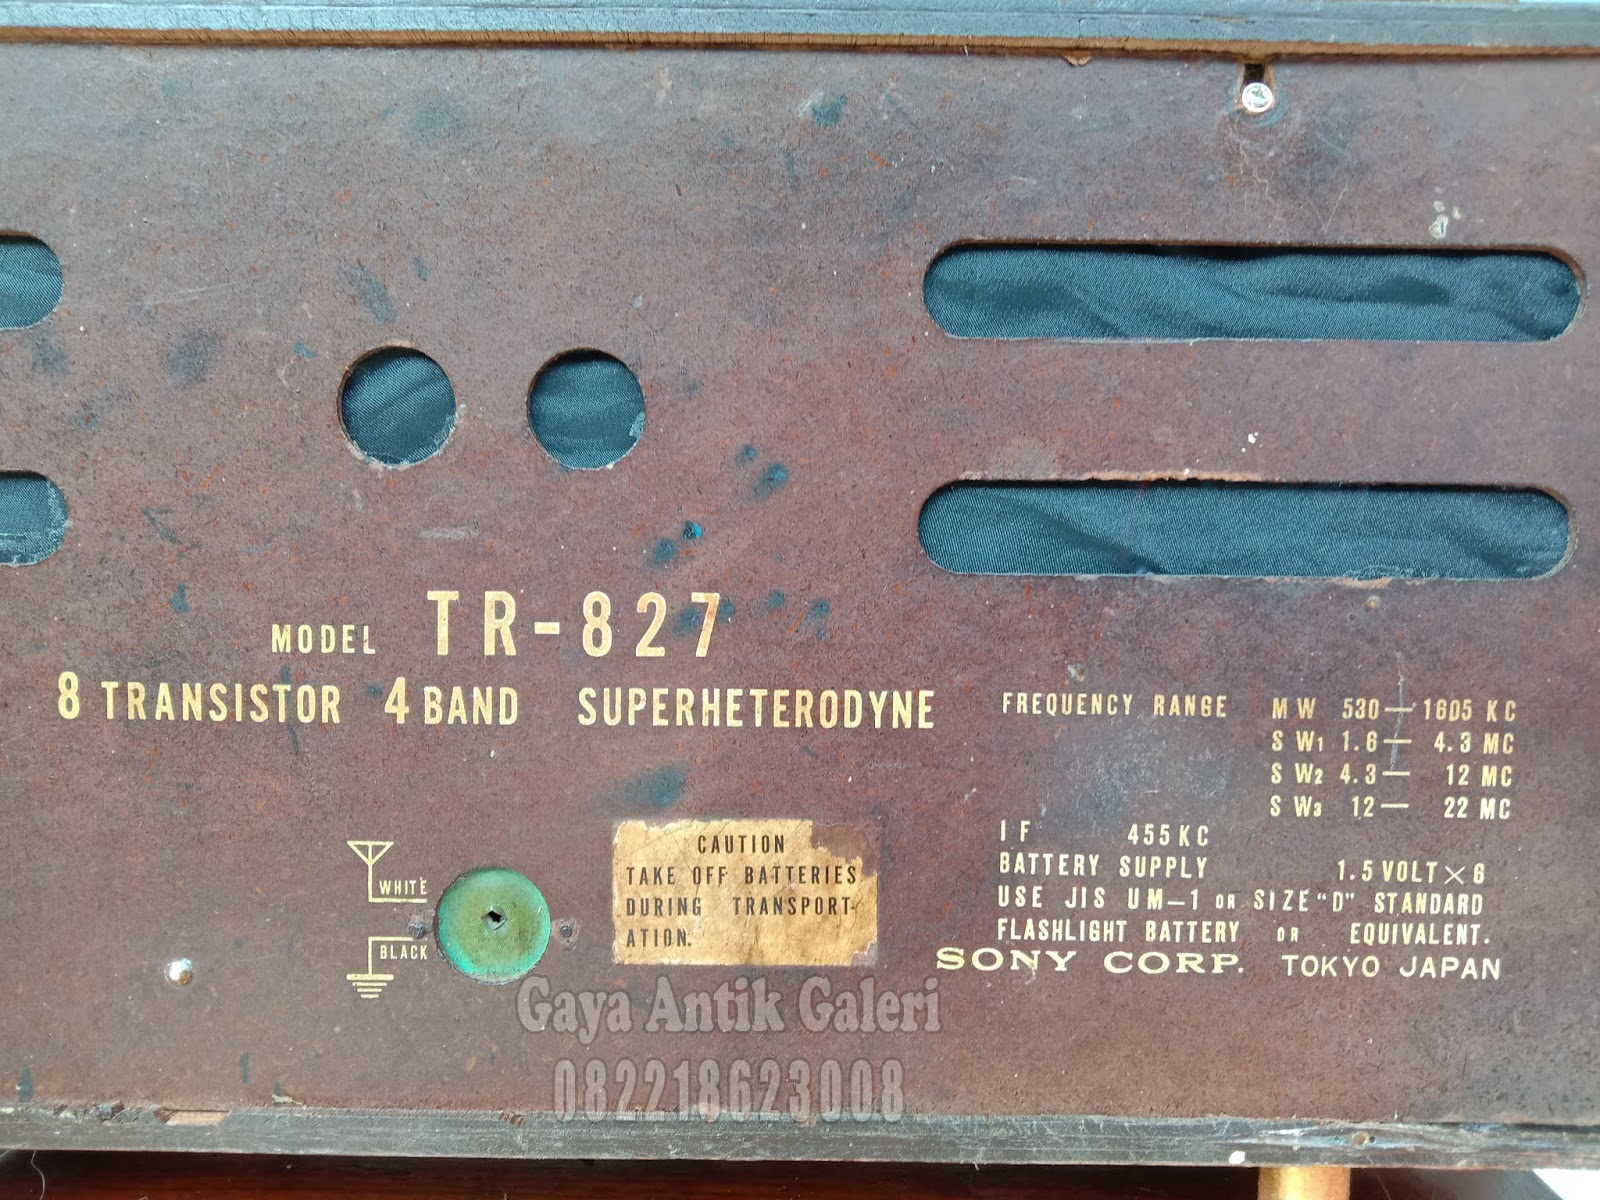 MODEL TR-827
8 TRANSISTOR 4 BAND SUPERHETERODYNE
FREQUENCY RANGE MW 530—1605 KC
SW1 1.6— 4.3 MC
SW2 4.3— 12 MC
SW3 12— 22 MC
IF 455KC
BATTERY SUPPLY 1.5 VOLT×6
USE JIS UM-1 OR SIZE "D" STANDARD
FLASHLIGHT BATTERY OR EQUIVALENT.
SONY CORP. TOKYO JAPAN
WHITE
BLACK
CAUTION
TAKE OFF BATTERIES
DURING TRANSPORT-
ATION.
Gaya Antik Galeri
082218623008